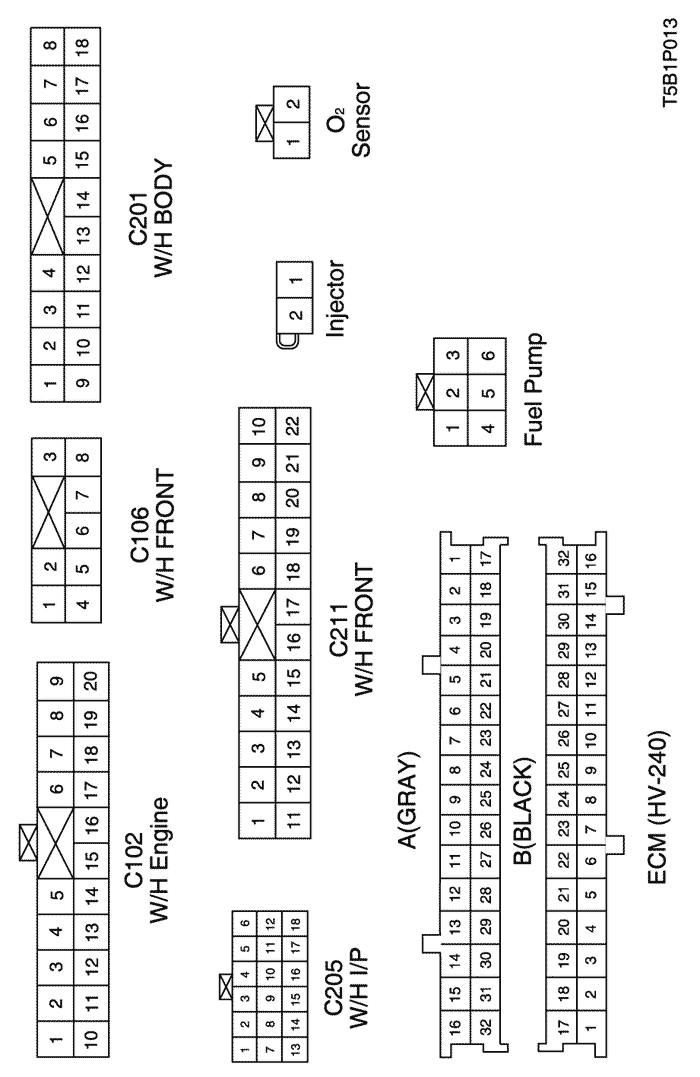 1 2 3 4 5 6 7 8 9
10 11 12 13 14 15 16 17 18 19 20
C102
W/H Engine
1 2 3
4 5 6 7 8
C106
W/H FRONT
1 2 3 4 5 6 7 8
9 10 11 12 13 14 15 16 17 18
C201
W/H BODY
1 2 3 4 5 6
7 8 9 10 11 12
13 14 15 16 17 18
C205
W/H I/P
1 2 3 4 5 6 7 8 9 10
11 12 13 14 15 16 17 18 19 20 21 22
C211
W/H FRONT
2 1
Injector
1 2
O₂
Sensor
A(GRAY)
16 15 14 13 12 11 10 9 8 7 6 5 4 3 2 1
32 31 30 29 28 27 26 25 24 23 22 21 20 19 18 17
B(BLACK)
17 18 19 20 21 22 23 24 25 26 27 28 29 30 31 32
1 2 3 4 5 6 7 8 9 10 11 12 13 14 15 16
ECM (HV-240)
1 2 3
4 5 6
Fuel Pump
T5B1P013